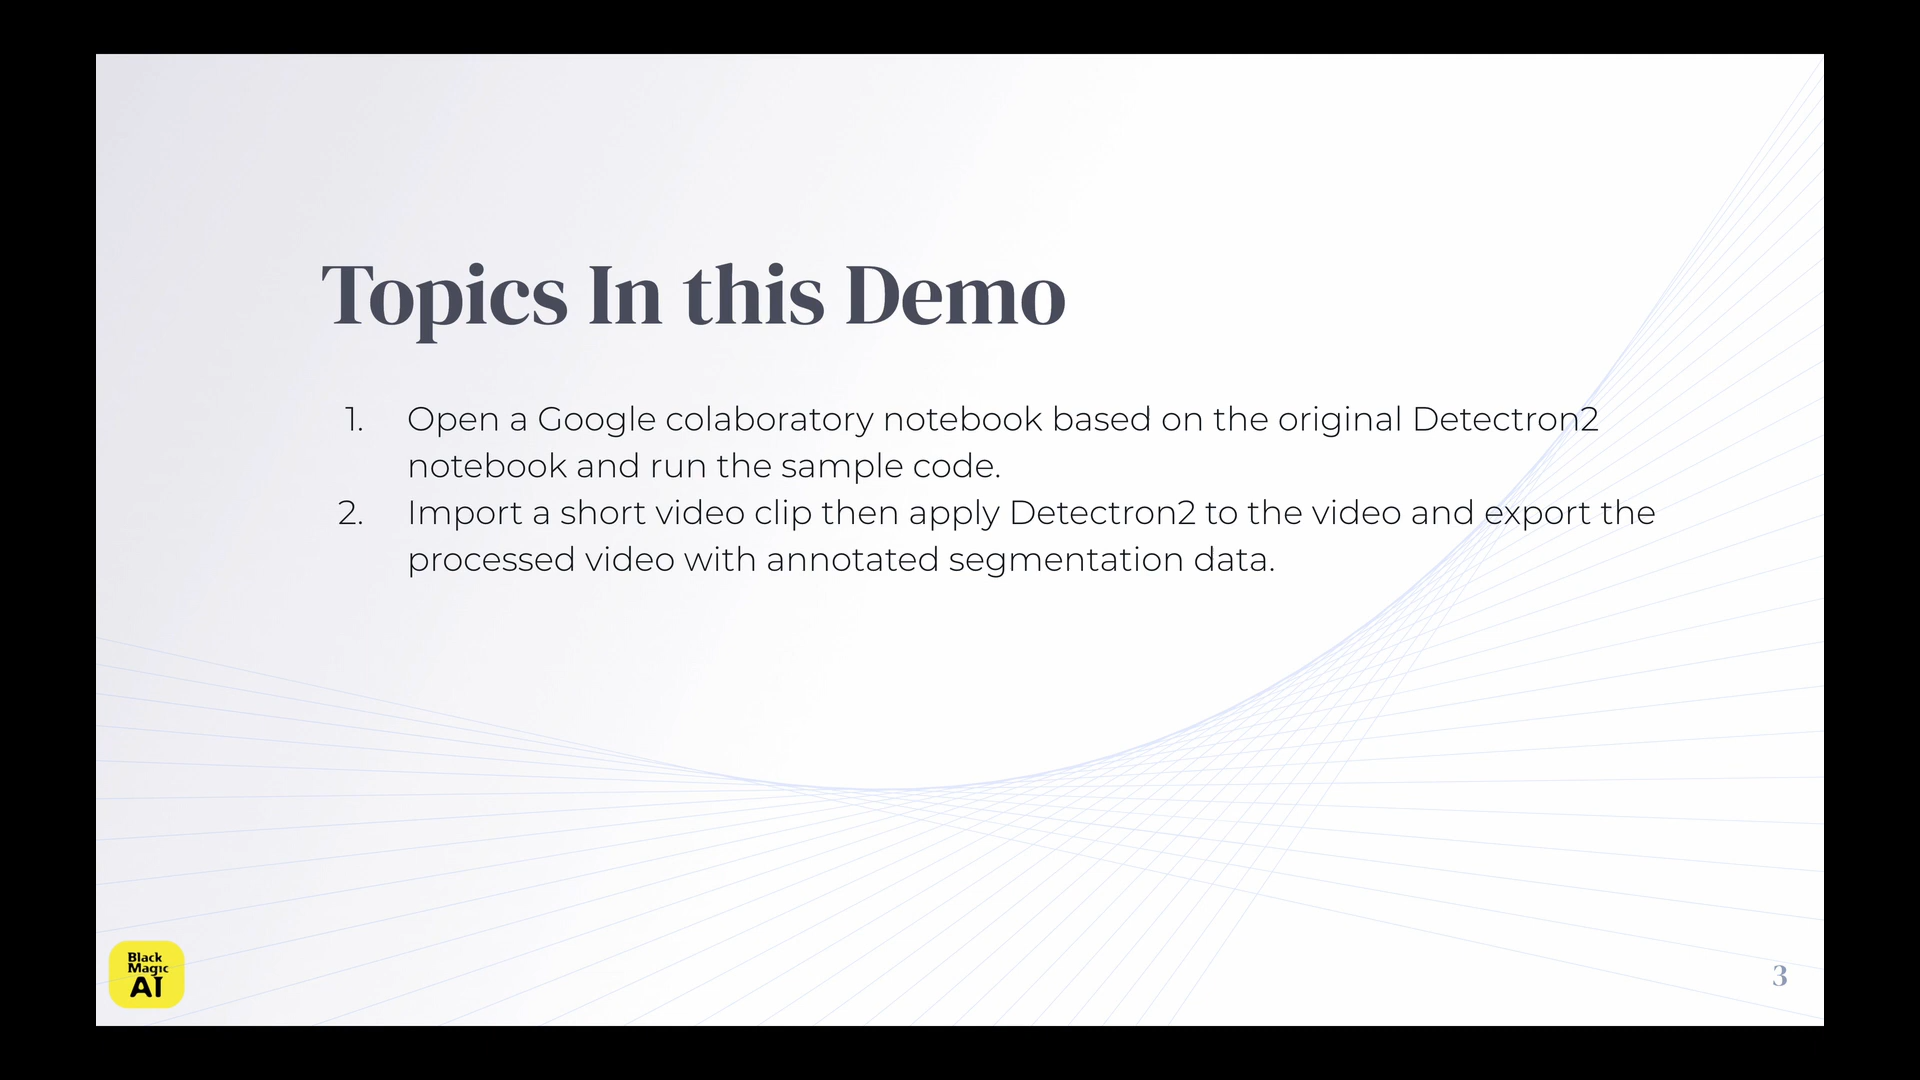 Topics In this Demo
1. Open a Google colaboratory notebook based on the original Detectron2
notebook and run the sample code.
2. Import a short video clip then apply Detectron2 to the video and export the
processed video with annotated segmentation data.
Black
Magic
AI
3